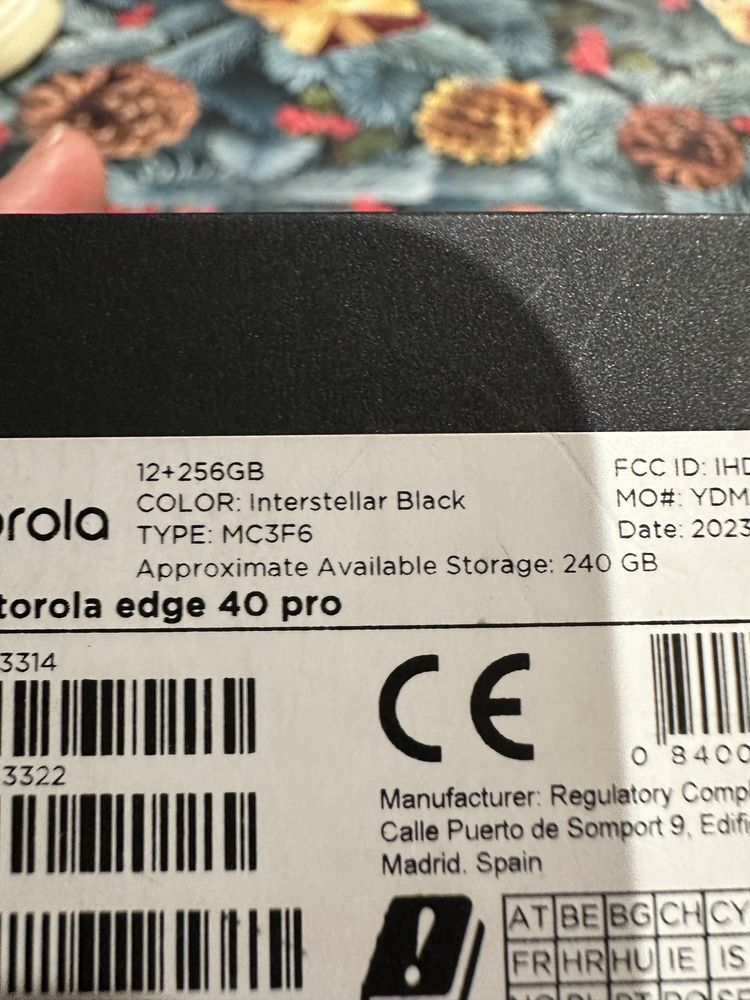 12+256GB
COLOR: Interstellar Black
TYPE: MC3F6
Approximate Available Storage: 240 GB
FCC ID: IHD
MO#: YDM
Date: 2023
orola
torola edge 40 pro
3314
3322
CE
0 8400
Manufacturer: Regulatory Compl
Calle Puerto de Somport 9, Edifi
Madrid. Spain
AT BE BG CH CY
FR HR HU IE IS